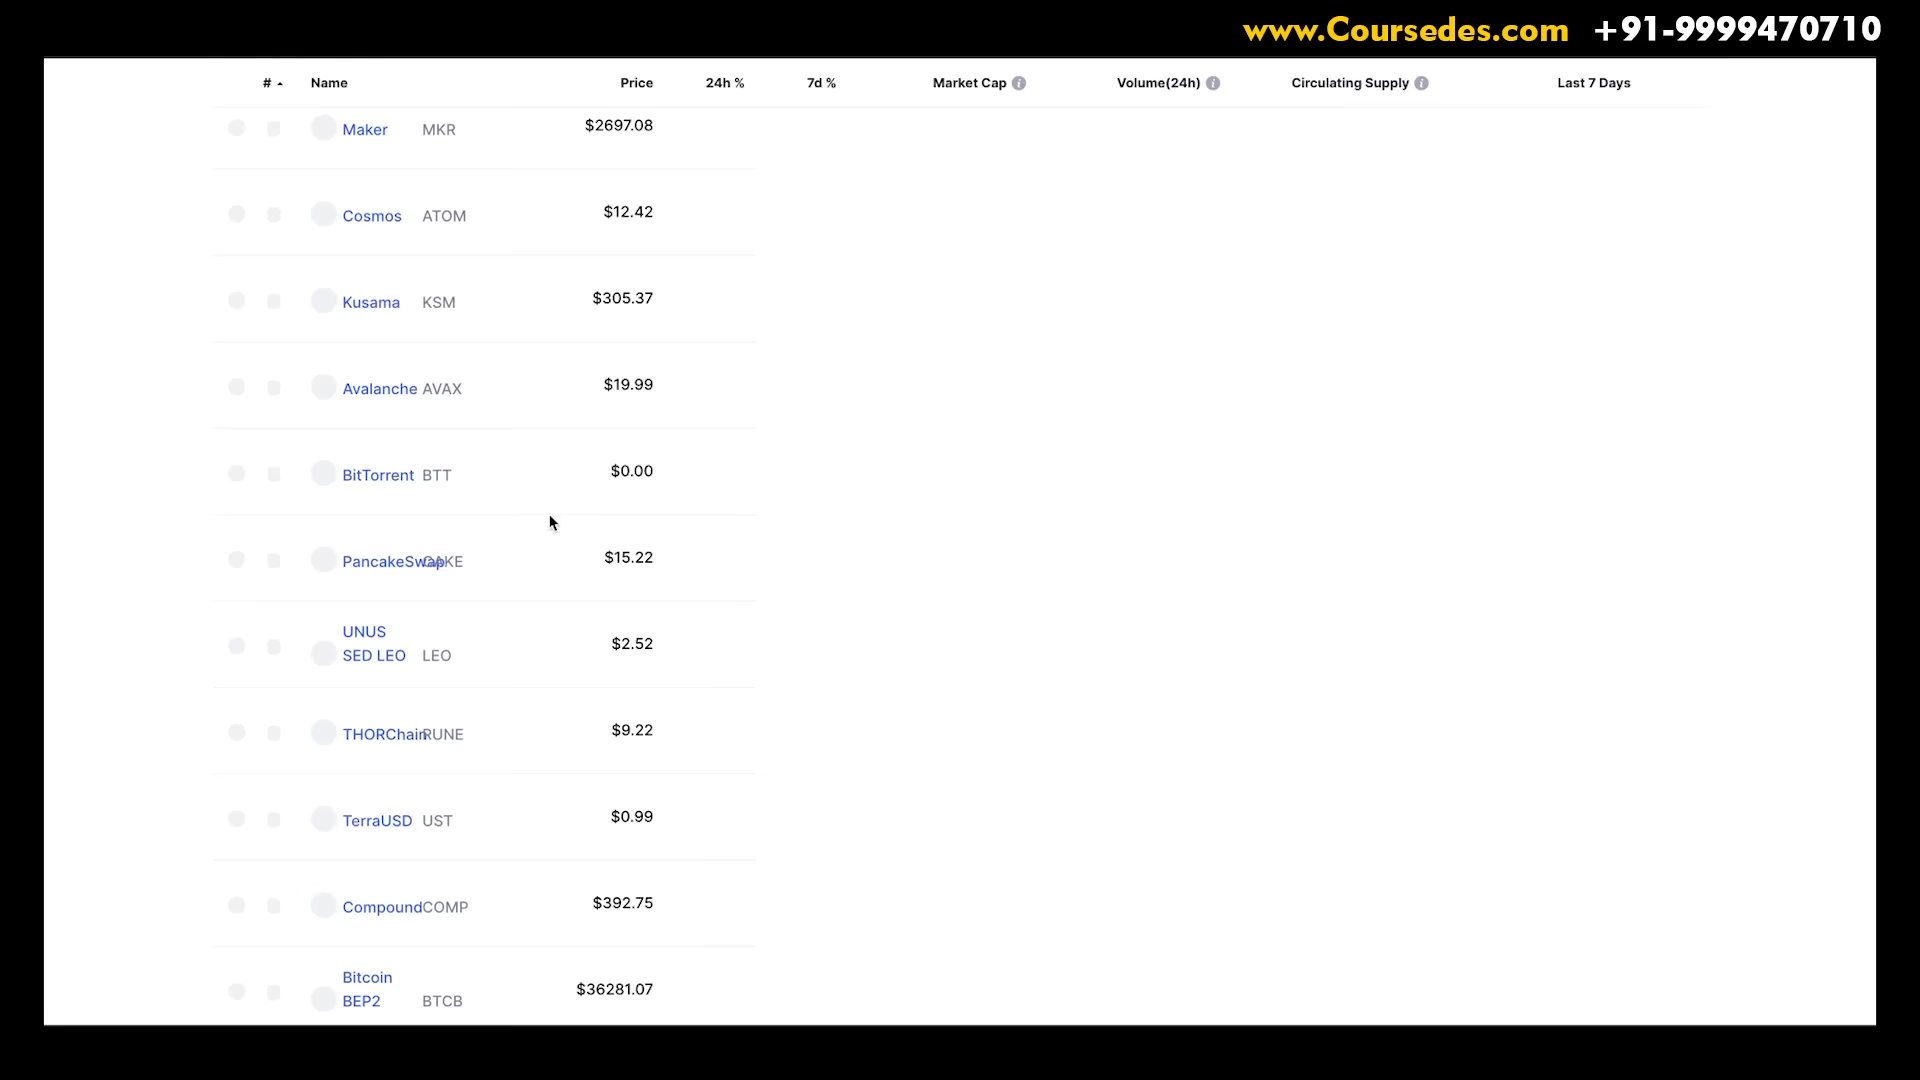 www.Coursedes.com +91-9999470710
# Name Price 24h % 7d % Market Cap Volume(24h) Circulating Supply Last 7 Days
Maker MKR $2697.08
Cosmos ATOM $12.42
Kusama KSM $305.37
Avalanche AVAX $19.99
BitTorrent BTT $0.00
PancakeSwap CAKE $15.22
UNUS
SED LEO LEO $2.52
THORChain RUNE $9.22
TerraUSD UST $0.99
Compound COMP $392.75
Bitcoin
BEP2 BTCB $36281.07